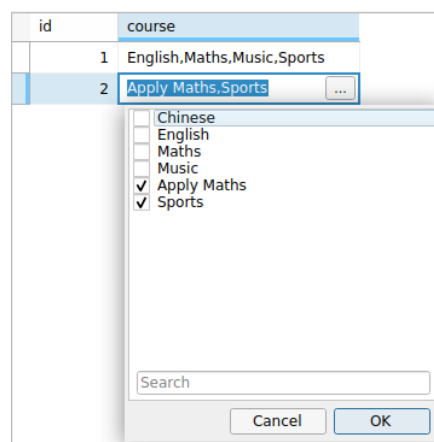 id course
1 English,Maths,Music,Sports
2 Apply Maths,Sports ...
Chinese
English
Maths
Music
Apply Maths
Sports
Search
Cancel OK